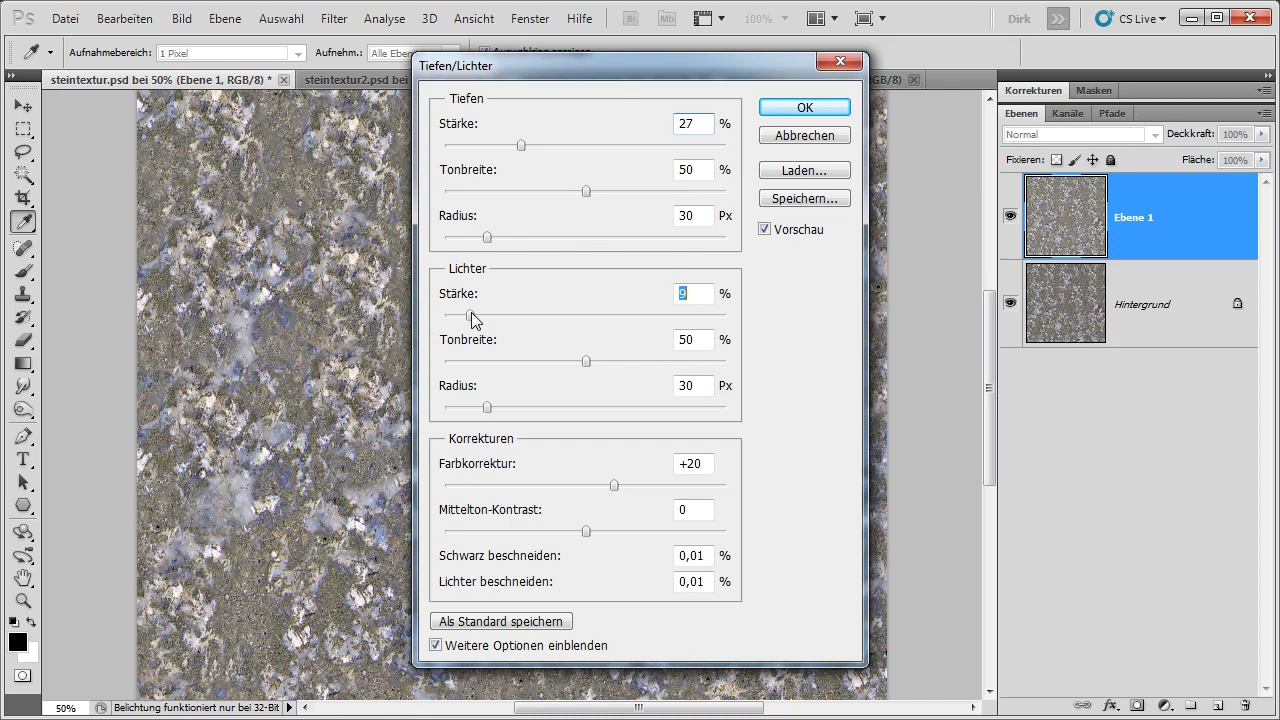 Ps Datei Bearbeiten Bild Ebene Auswahl Filter Analyse 3D Ansicht Fenster Hilfe Br Mb 100% Dirk CS Live
Aufnahmebereich: 1 Pixel Aufnehm.: Alle Ebenen
steintextur.psd bei 50% (Ebene 1, RGB/8) * steintextur2.psd bei RGB/8)
Tiefen/Lichter
Tiefen
Stärke: 27 %
Tonbreite: 50 %
Radius: 30 Px
Lichter
Stärke: 9 %
Tonbreite: 50 %
Radius: 30 Px
Korrekturen
Farbkorrektur: +20
Mittelton-Kontrast: 0
Schwarz beschneiden: 0,01 %
Lichter beschneiden: 0,01 %
Als Standard speichern
Weitere Optionen einblenden
OK
Abbrechen
Laden...
Speichern...
Vorschau
Korrekturen Masken
Ebenen Kanäle Pfade
Normal Deckkraft: 100%
Fixieren: Fläche: 100%
Ebene 1
Hintergrund
50% Belichtung funktioniert nur bei 32-Bit